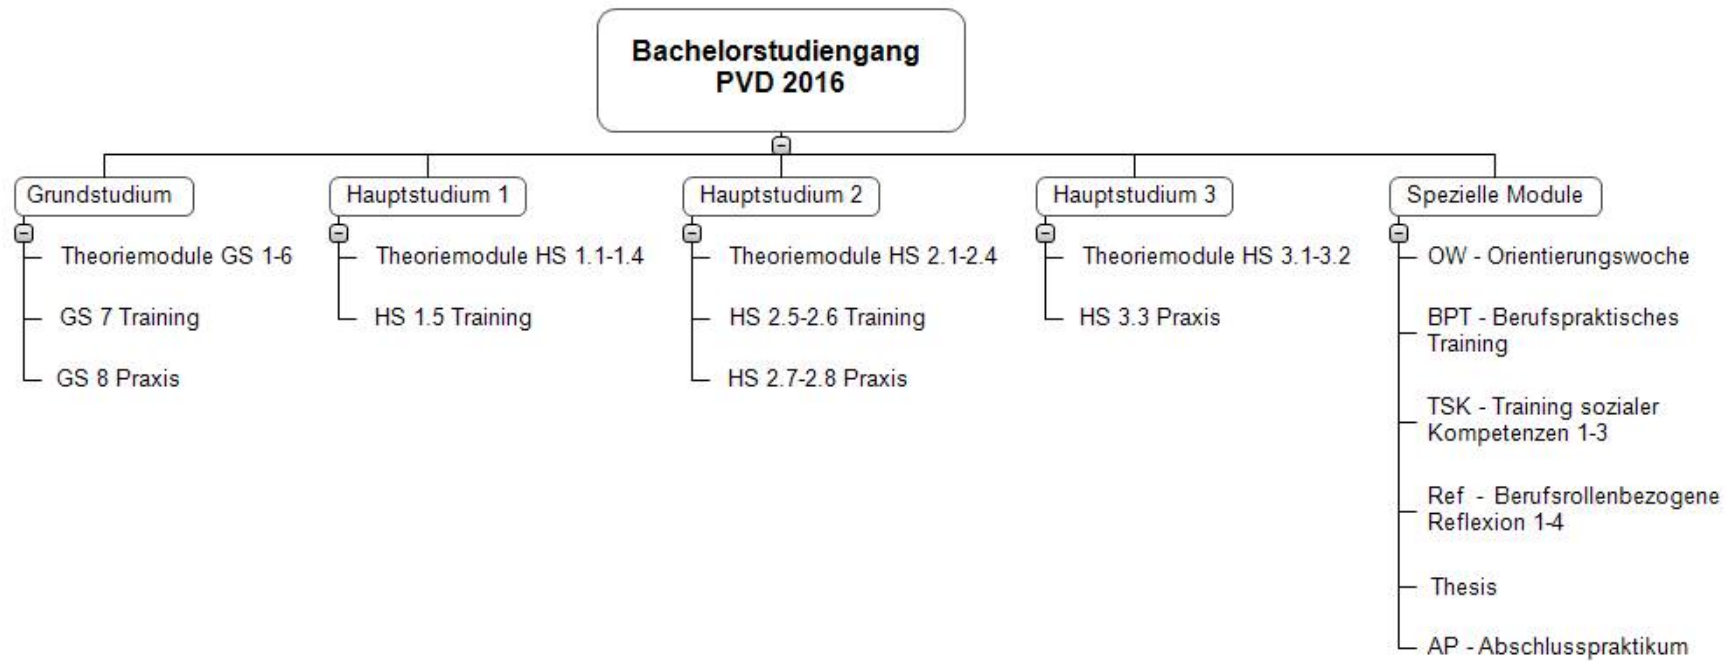 Bachelorstudiengang
PVD 2016
Grundstudium
Theoriemodule GS 1-6
GS 7 Training
GS 8 Praxis
Hauptstudium 1
Theoriemodule HS 1.1-1.4
HS 1.5 Training
Hauptstudium 2
Theoriemodule HS 2.1-2.4
HS 2.5-2.6 Training
HS 2.7-2.8 Praxis
Hauptstudium 3
Theoriemodule HS 3.1-3.2
HS 3.3 Praxis
Spezielle Module
OW - Orientierungswoche
BPT - Berufspraktisches
Training
TSK - Training sozialer
Kompetenzen 1-3
Ref - Berufsrollenbezogene
Reflexion 1-4
Thesis
AP - Abschlusspraktikum